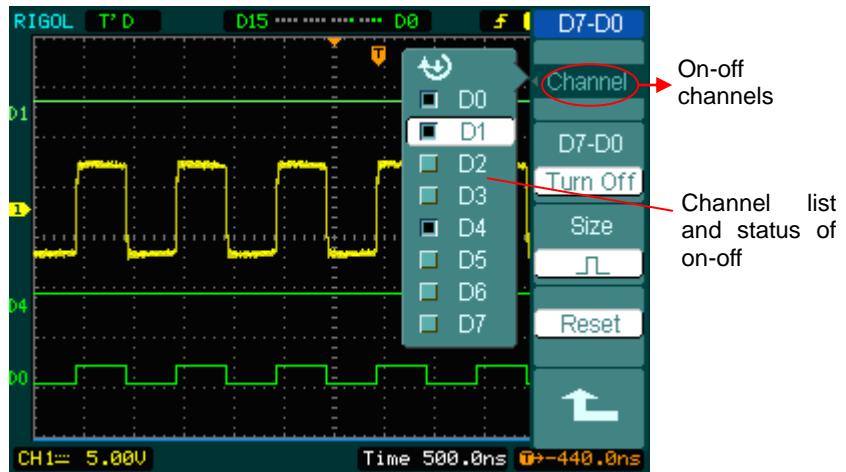 RIGOL T'D D15 D0 D7-D0
Channel
On-off
channels
D0
D1
D1
D7-D0
D2
Turn Off
D3
Channel list
and status of
on-off
1
D4
Size
D5
D6
D4
D7
Reset
D0
T
CH1 5.00V Time 500.0ns T→-440.0ns